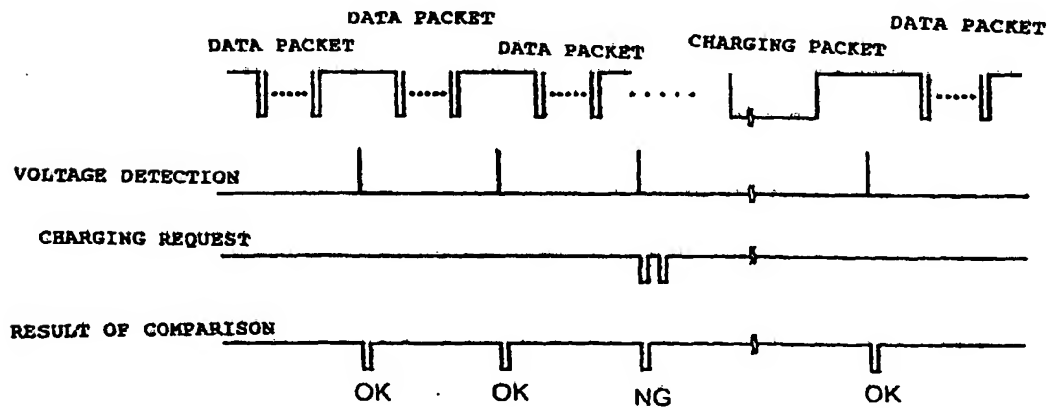 DATA PACKET
DATA PACKET
DATA PACKET
CHARGING PACKET
DATA PACKET
VOLTAGE DETECTION
CHARGING REQUEST
RESULT OF COMPARISON
OK
OK
NG
OK